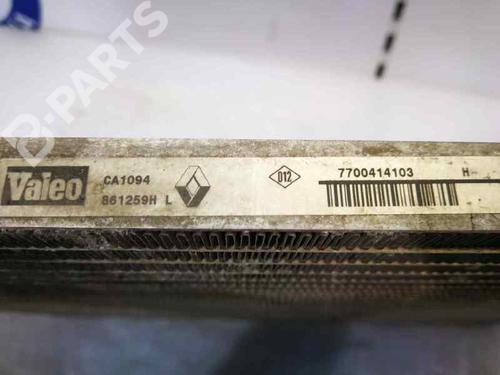 B-PARTS
Valeo
CA1094
861259H L
D12
7700414103
H